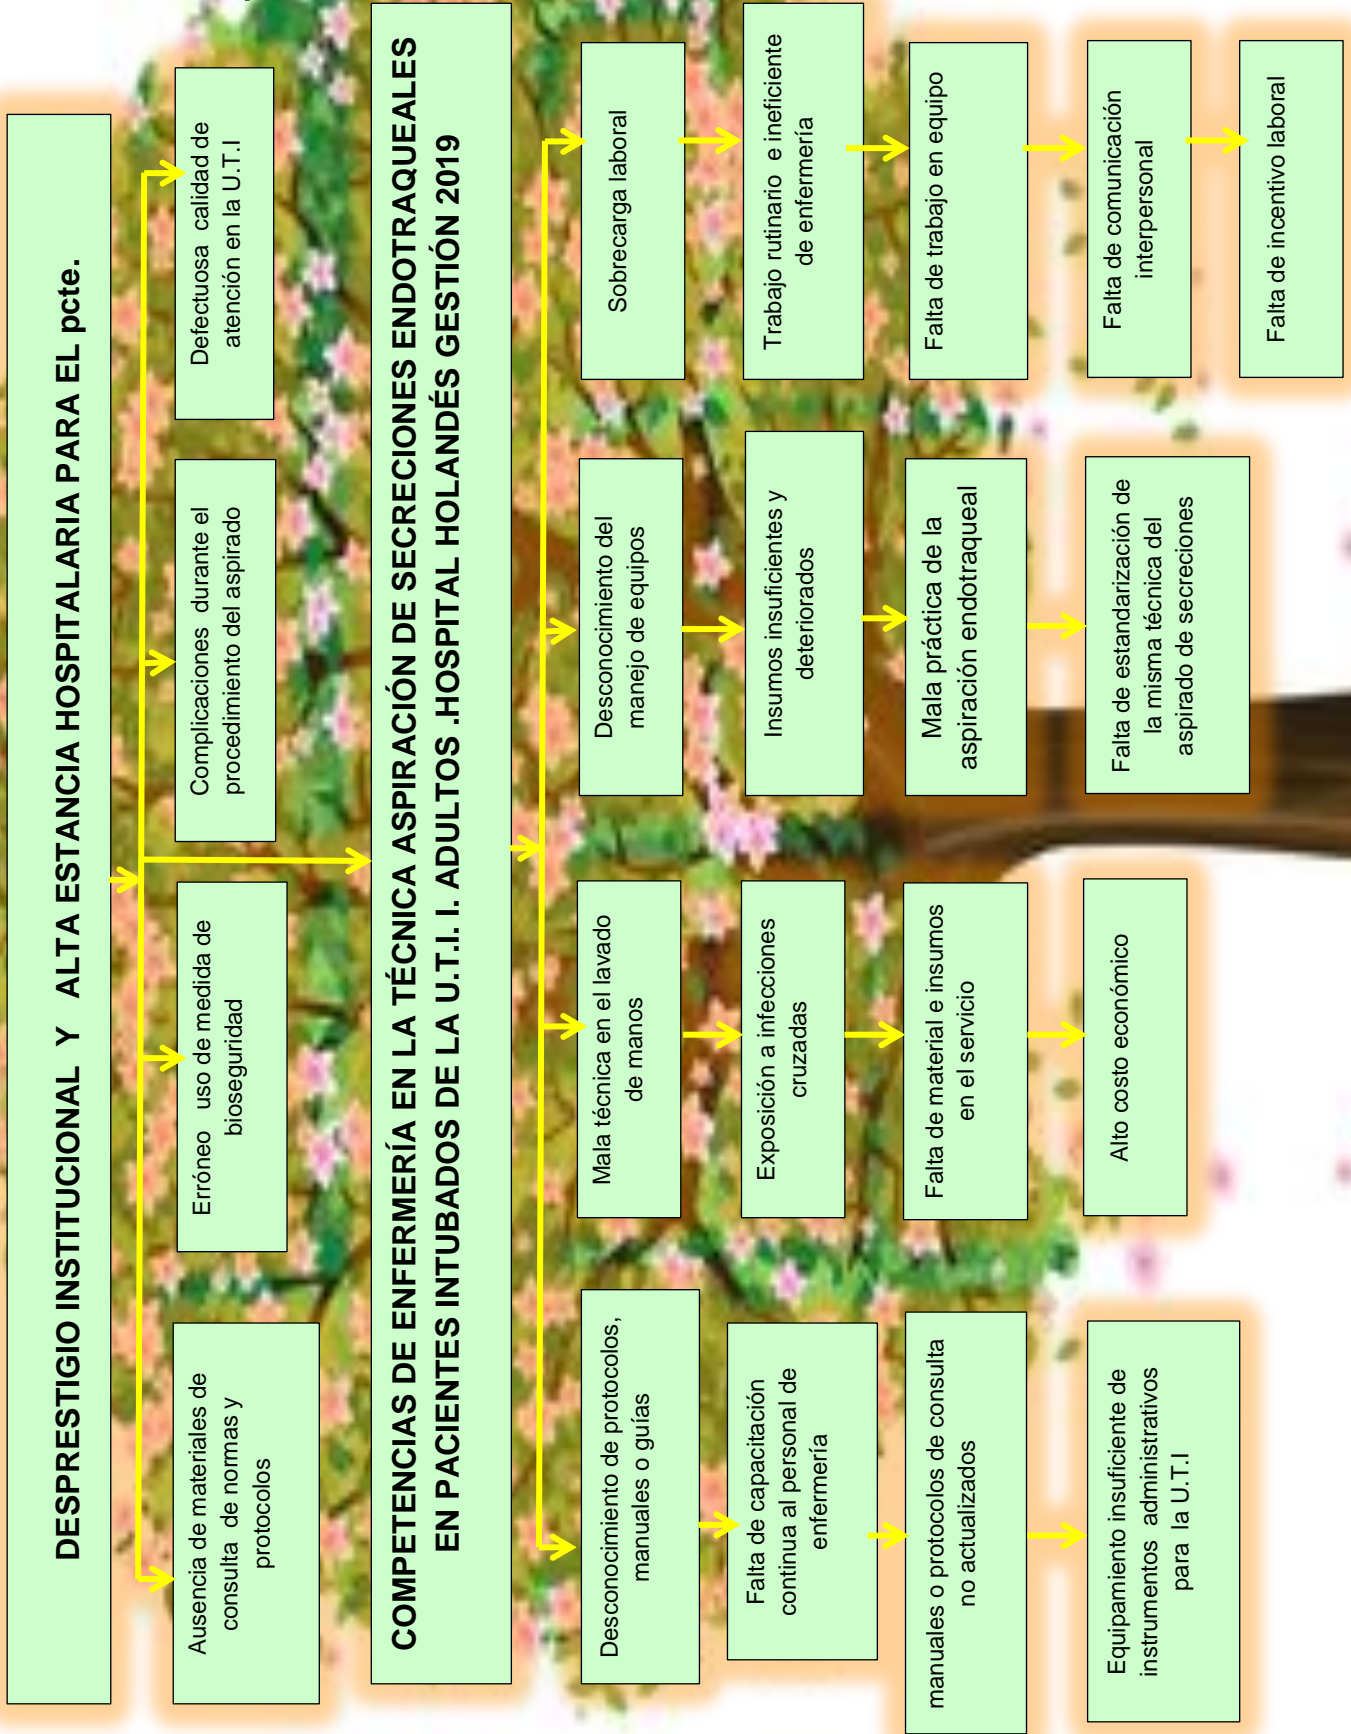 DESPRESTIGIO INSTITUCIONAL Y ALTA ESTANCIA HOSPITALARIA PARA EL pcte.
Ausencia de materiales de
consulta de normas y
protocolos
Erróneo uso de medida de
bioseguridad
Complicaciones durante el
procedimiento del aspirado
Defectuosa calidad de
atención en la U.T.I
COMPETENCIAS DE ENFERMERÍA EN LA TÉCNICA ASPIRACIÓN DE SECRECIONES ENDOTRAQUEALES
EN PACIENTES INTUBADOS DE LA U.T.I. I. ADULTOS .HOSPITAL HOLANDÉS GESTIÓN 2019
Desconocimiento de protocolos,
manuales o guías
Falta de capacitación
continua al personal de
enfermería
manuales o protocolos de consulta
no actualizados
Equipamiento insuficiente de
instrumentos administrativos
para la U.T.I
Mala técnica en el lavado
de manos
Exposición a infecciones
cruzadas
Falta de material e insumos
en el servicio
Alto costo económico
Desconocimiento del
manejo de equipos
Insumos insuficientes y
deteriorados
Mala práctica de la
aspiración endotraqueal
Falta de estandarización de
la misma técnica del
aspirado de secreciones
Sobrecarga laboral
Trabajo rutinario e ineficiente
de enfermería
Falta de trabajo en equipo
Falta de comunicación
interpersonal
Falta de incentivo laboral